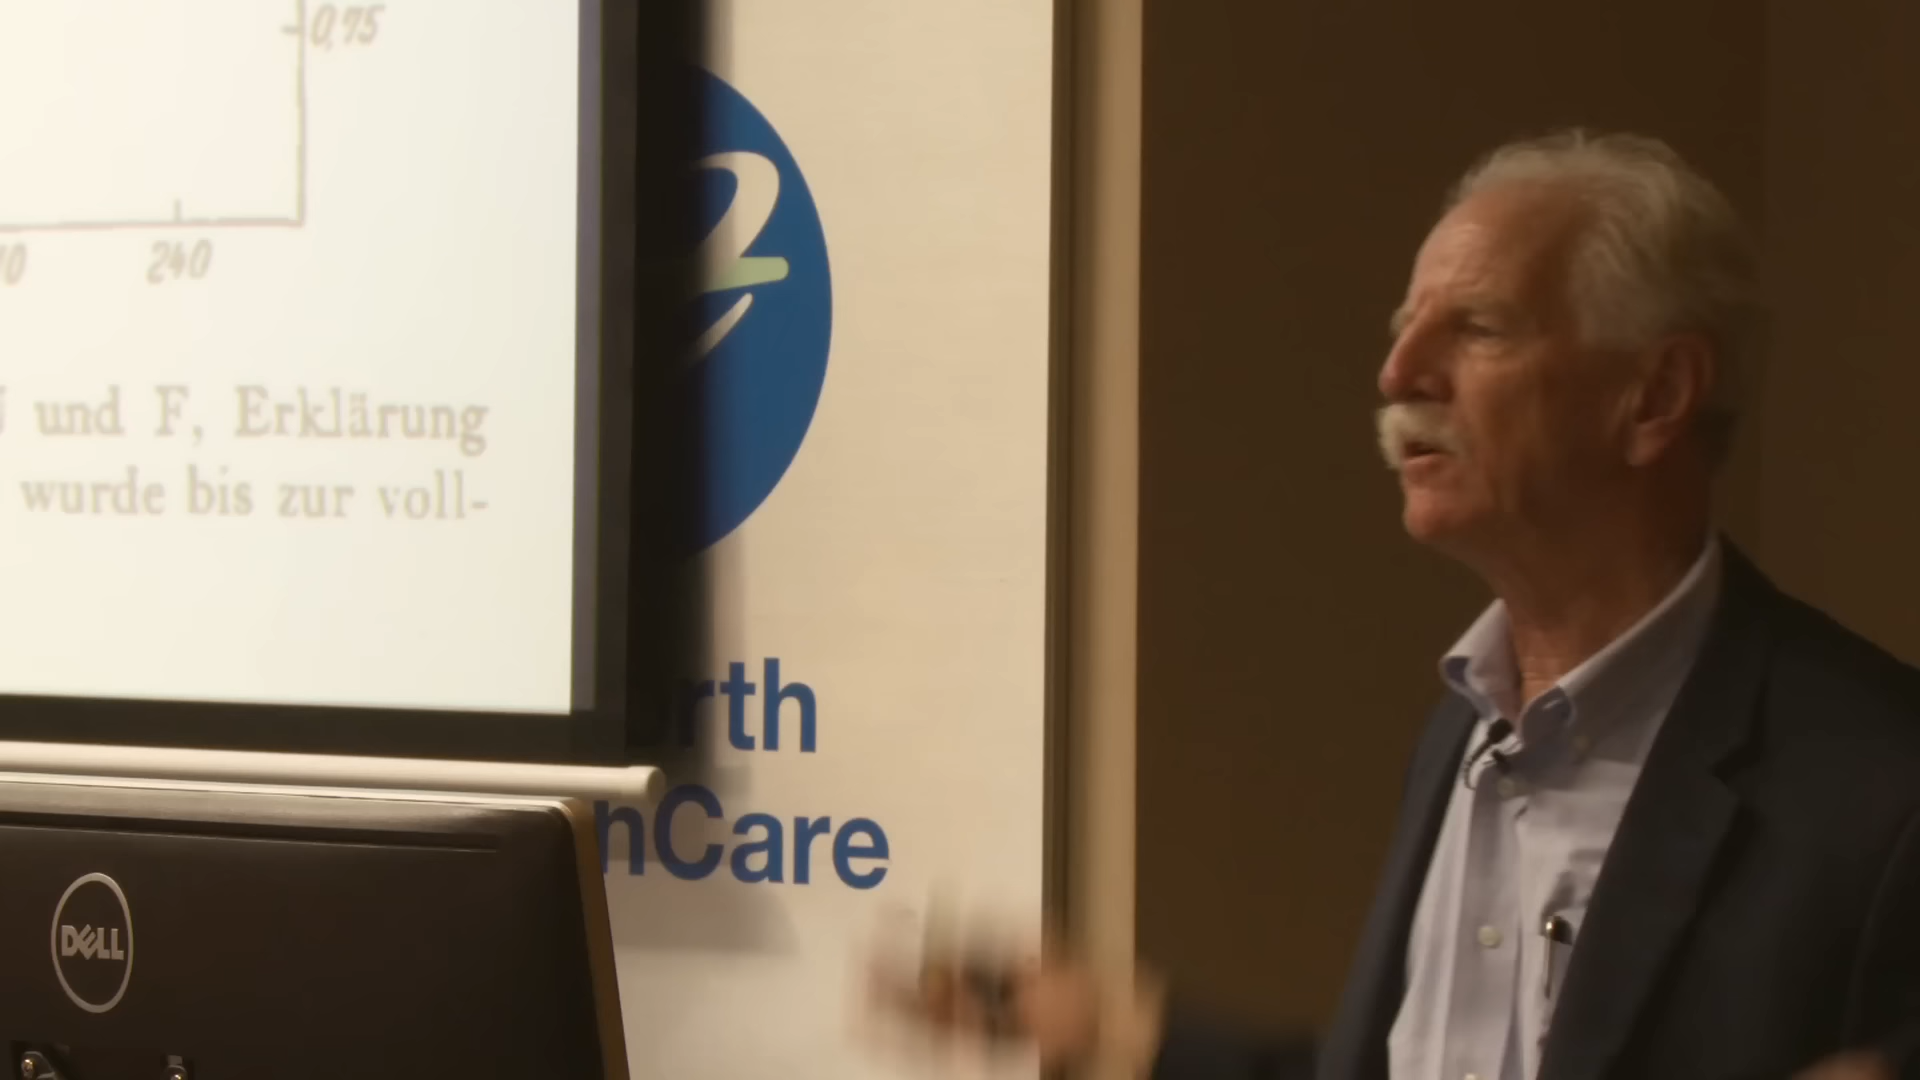 0,75
240
und F, Erklärung
wurde bis zur voll-
rth
nCare
DELL